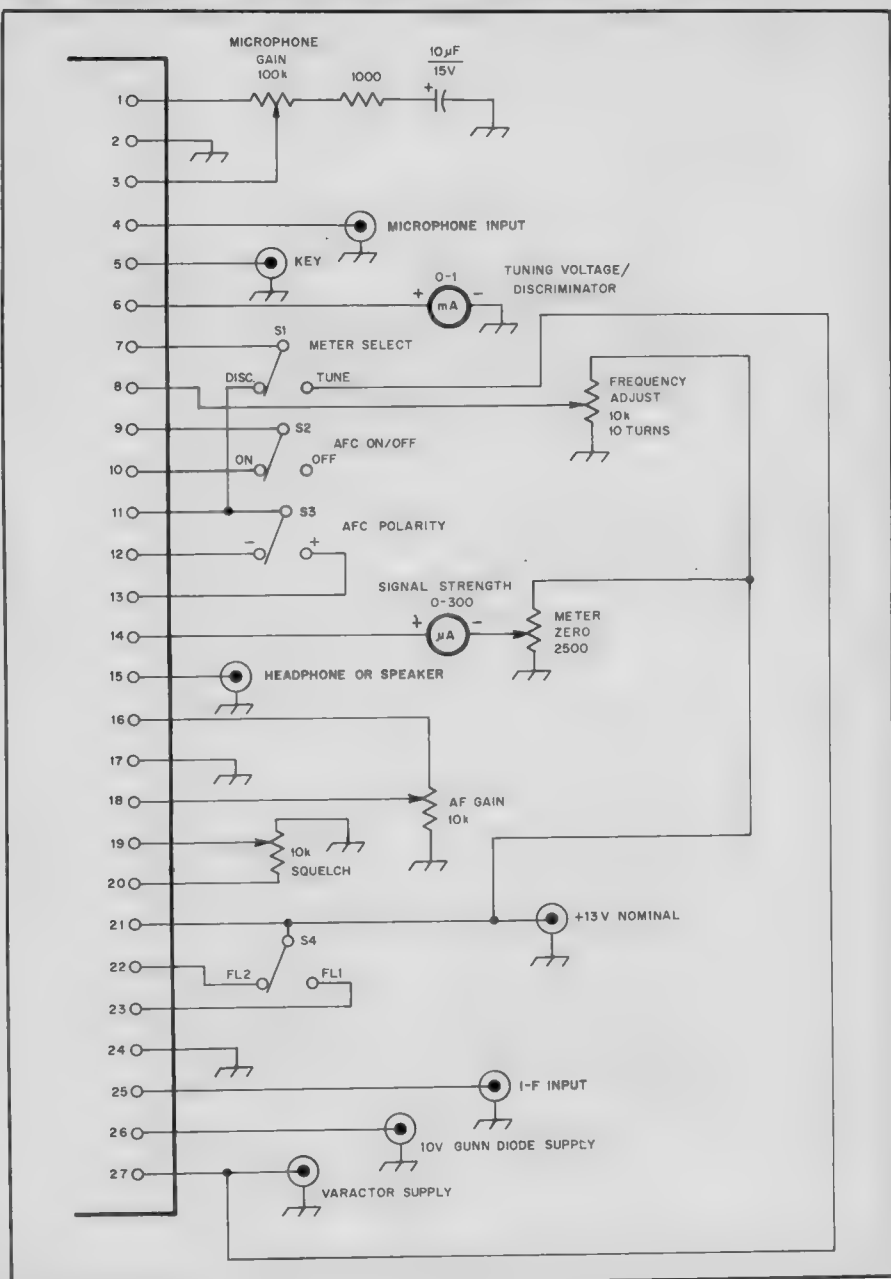 MICROPHONE
GAIN
100k
1000
10µF
15V
+
1
2
3
4
MICROPHONE INPUT
5
KEY
0-1
TUNING VOLTAGE/
DISCRIMINATOR
6
+
mA
-
S1
7
METER SELECT
8
DISC.
TUNE
FREQUENCY
ADJUST
10k
10 TURNS
9
S2
AFC ON/OFF
10
ON
OFF
11
S3
AFC POLARITY
12
-
+
13
SIGNAL STRENGTH
0-300
14
+
µA
-
METER
ZERO
2500
15
HEADPHONE OR SPEAKER
16
17
18
AF GAIN
10k
19
10k
SQUELCH
20
21
+13V NOMINAL
S4
22
FL2
FL1
23
24
25
I-F INPUT
26
10V GUNN DIODE SUPPLY
27
VARACTOR SUPPLY